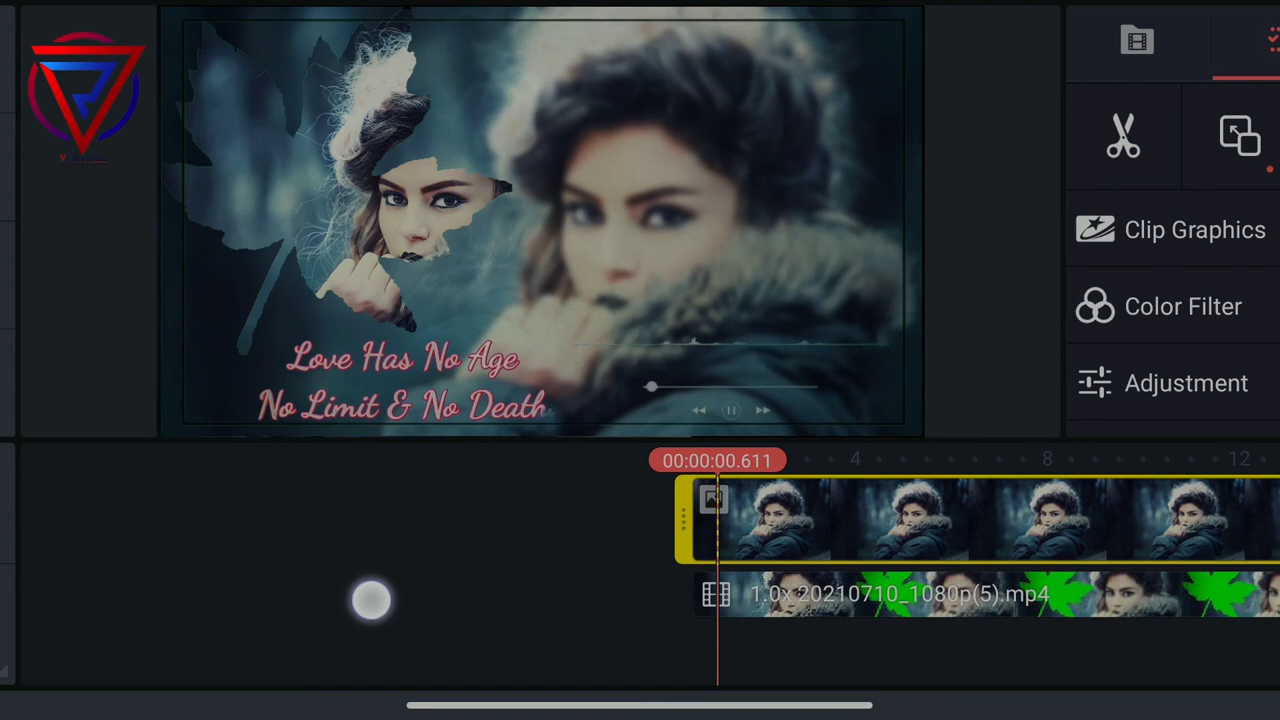 Clip Graphics
Color Filter
Adjustment
Love Has No Age
No Limit & No Death
00:00:00.611
4
8
12
1.0x 20210710_1080p(5).mp4